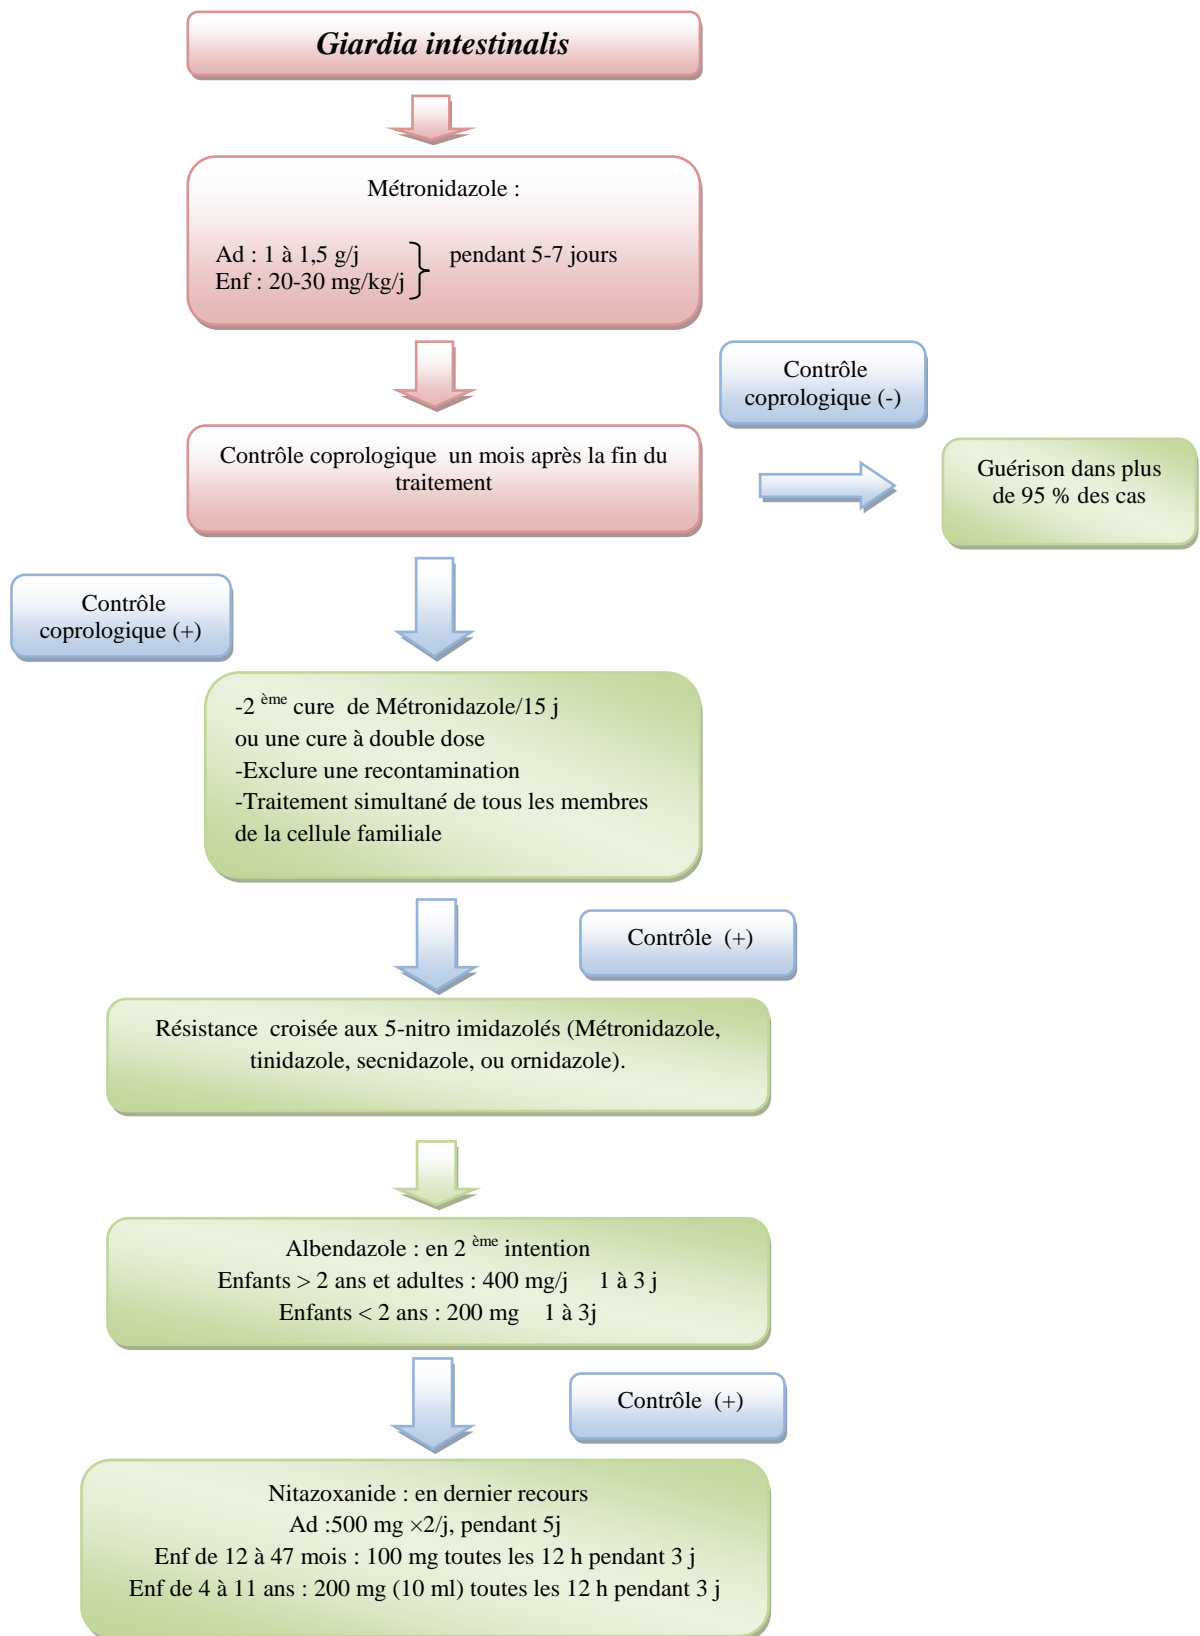 Giardia intestinalis
Métronidazole :
Ad : 1 à 1,5 g/j
pendant 5-7 jours
Enf : 20-30 mg/kg/j
Contrôle
coprologique (-)
Contrôle coprologique un mois après la fin du
traitement
Guérison dans plus
de 95 % des cas
Contrôle
coprologique (+)
-2 ème cure de Métronidazole/15 j
ou une cure à double dose
-Exclure une recontamination
-Traitement simultané de tous les membres
de la cellule familiale
Contrôle (+)
Résistance croisée aux 5-nitro imidazolés (Métronidazole,
tinidazole, secnidazole, ou ornidazole).
Albendazole : en 2 ème intention
Enfants > 2 ans et adultes : 400 mg/j 1 à 3 j
Enfants < 2 ans : 200 mg 1 à 3j
Contrôle (+)
Nitazoxanide : en dernier recours
Ad :500 mg ×2/j, pendant 5j
Enf de 12 à 47 mois : 100 mg toutes les 12 h pendant 3 j
Enf de 4 à 11 ans : 200 mg (10 ml) toutes les 12 h pendant 3 j